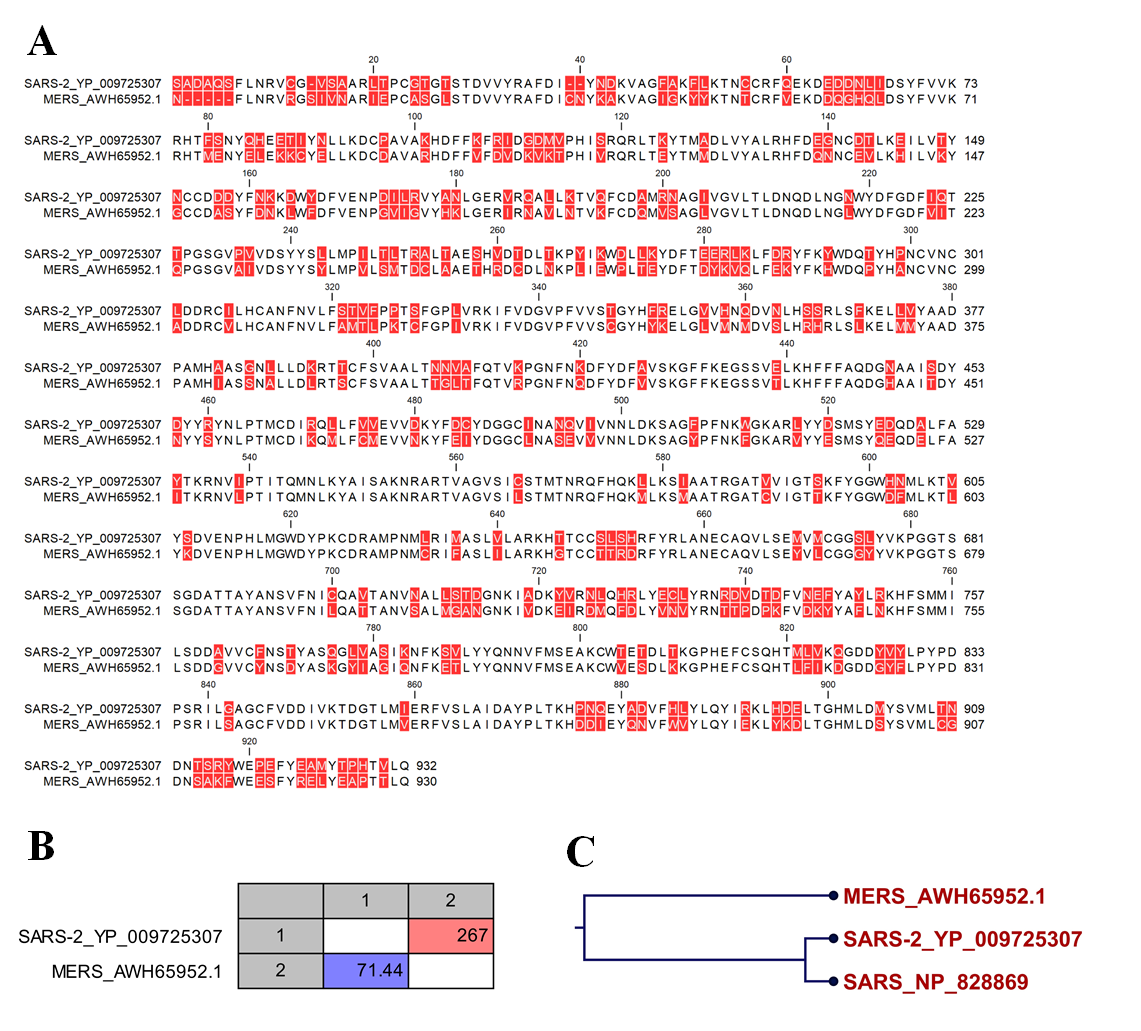 A
20 40 60
SARS-2_YP_009725307 SADAQSFLNRVCG-VSAARLTPCGTGTSTDVVYRAFDI--YNDKVAGFAKFLKTNCCRFQEKDEDDNLIDSYFVVK 73
MERS_AWH65952.1 N-----FLNRVRGSIVNARIEPCASGLSTDVVYRAFDICNYKAKVAGIGKYYKTNTCRFVEKDDQGHQLDSYFVVK 71
80 100 120 140
SARS-2_YP_009725307 RHTFSNYQHEETIYNLLKDCPAVAKHDFFKFRIDGDMVPHISRQRLTKYTMADLVYALRHFDEGNCDTLKEILVTY 149
MERS_AWH65952.1 RHTMENYELEKKCYELLKDCDAVARHDFFVFDVDKVKTPHIVRQRLTEYTMVDLVYALRHFDQNNCEVLKHILVKY 147
160 180 200 220
SARS-2_YP_009725307 NCCDDDYFNKKDWYDFVENPDILRVYANLGERVRQALLKTVQFCDAMRNAGIVGVLTLDNQDLNGNWYDFGDFIQT 225
MERS_AWH65952.1 GCCDASYFDNKLWFDFVENPGVIGVYHKLGERIRNAVLNTVKFCDQMVSAGLVGVLTLDNQDLNGLWYDFGDFVIT 223
240 260 280 300
SARS-2_YP_009725307 TPGSGVPVVDSYYSLLMPILTLTRALTAESHVDTDLTKPYIKWDLLKYDFTEERLKLFDRYFKYWDQTYHPNCVNC 301
MERS_AWH65952.1 QPGSGVAIVDSYYSYLMPVLSMTDCLAAETHRDCDLNKPLIEWPLTEYDFTDYKVQLFEKYFKHWDQPYHANCVNC 299
320 340 360 380
SARS-2_YP_009725307 LDDRCILHCANFNVLFSTVFPPTSFGPLVRKIFVDGVPFVVSTGYHFRELGVVHNQDVNLHSSRLSFKELLVYAAD 377
MERS_AWH65952.1 ADDRCVLHCANFNVLFAMTLPKTCFGPIVRKIFVDGVPFVVSCGYHYKELGLVMNMDVSLHRHRLSLKELMMYAAD 375
400 420 440
SARS-2_YP_009725307 PAMHAASGNLLLDKRTTCFSVAALTNNVAFQTVKPGNFNKDFYDFAVSKGFFKEGSSVELKHFFFAQDGNAAISDY 453
MERS_AWH65952.1 PAMHIASSNALLDLRTSCFSVAALTTGLTFQTVRPGNFNQDFYDFVVSKGFFKEGSSVTLKHFFFAQDGHAAITDY 451
460 480 500 520
SARS-2_YP_009725307 DYYRYNLPTMCDIRQLLFVVEVVDKYFDCYDGGCINANQVIVNNLDKSAGFPFNKWGKARLYYDSMSYEDQDALFA 529
MERS_AWH65952.1 NYYSYNLPTMCDIKQMLFCMEVVNKYFEIYDGGCLNASEVVVNNLDKSAGYPFNKFGKARVYYESMSYQEQDELFA 527
540 560 580 600
SARS-2_YP_009725307 YTKRNVIPTITQMNLKYAISAKNRARTVAGVSICSTMTNRQFHQKLLKSIAATRGATVVIGTSKFYGGWHNMLKTV 605
MERS_AWH65952.1 ITKRNVLPTITQMNLKYAISAKNRARTVAGVSILSTMTNRQFHQKMLKSMAATRGATCVIGTTKFYGGWDFMLKTL 603
620 640 660 680
SARS-2_YP_009725307 YSDVENPHLMGWDYPKCDRAMPNMLRIMASLVLARKHTTCCSLSHRFYRLANECAQVLSEMVMCGGSLYVKPGGTS 681
MERS_AWH65952.1 YKDVENPHLMGWDYPKCDRAMPNMCRIFASLILARKHGTCCTTRDRFYRLANECAQVLSEYVLCGGGYYVKPGGTS 679
700 720 740 760
SARS-2_YP_009725307 SGDATTAYANSVFNICQAVTANVNALLSTDGNKIADKYVRNLQHRLYECLYRNRDVDTDFVNEFYAYLRKHFSMMI 757
MERS_AWH65952.1 SGDATTAYANSVFNILQATTANVSALMGANGNKIVDKEIRDMQFDLYVNVYRNTTPDPKFVDKYYAFLNKHFSMMI 755
780 800 820
SARS-2_YP_009725307 LSDDAVVCFNSTYASQGLVASIKNFKSVLYYQNNVFMSEAKCWTETDLTKGPHEFCSQHTMLVKQGDDYVYLPYPD 833
MERS_AWH65952.1 LSDDGVVCYNSDYASKGYIAGIQNFKETLYYQNNVFMSEAKCWVESDLKKGPHEFCSQHTLFIKDGDDGYFLPYPD 831
840 860 880 900
SARS-2_YP_009725307 PSRILGAGCFVDDIVKTDGTLMIERFVSLAIDAYPLTKHPNQEYADVFHLYLQYIRKLHDELTGHMLDMYSVMLTN 909
MERS_AWH65952.1 PSRILSAGCFVDDIVKTDGTLMVERFVSLAIDAYPLTKHDDIEYQNVFWVYLQYIEKLYKDLTGHMLDSYSVMLCG 907
920
SARS-2_YP_009725307 DNTSRYWEPEFYEAMYTPHTVLQ 932
MERS_AWH65952.1 DNSAKFWEESFYRELYEAPTTLQ 930
B
1 2
SARS-2_YP_009725307 1 267
MERS_AWH65952.1 2 71.44
C
MERS_AWH65952.1
SARS-2_YP_009725307
SARS_NP_828869